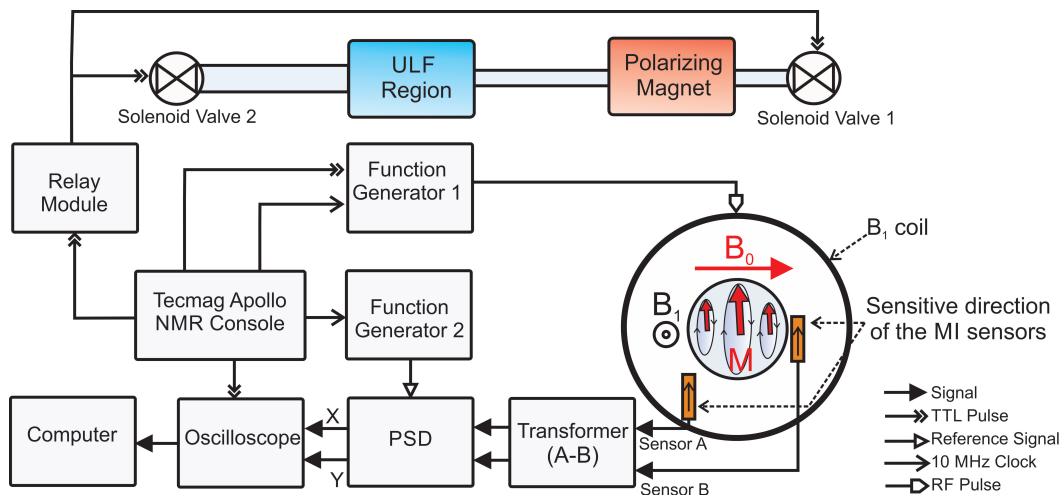 ULF
Region
Polarizing
Magnet
Solenoid Valve 2
Solenoid Valve 1
Relay
Module
Function
Generator 1
B₁ coil
B₀
Tecmag Apollo
NMR Console
Function
Generator 2
B₁
M
Sensitive direction
of the MI sensors
Computer
Oscilloscope
X
Y
PSD
Transformer
(A-B)
Sensor A
Sensor B
Signal
TTL Pulse
Reference Signal
10 MHz Clock
RF Pulse